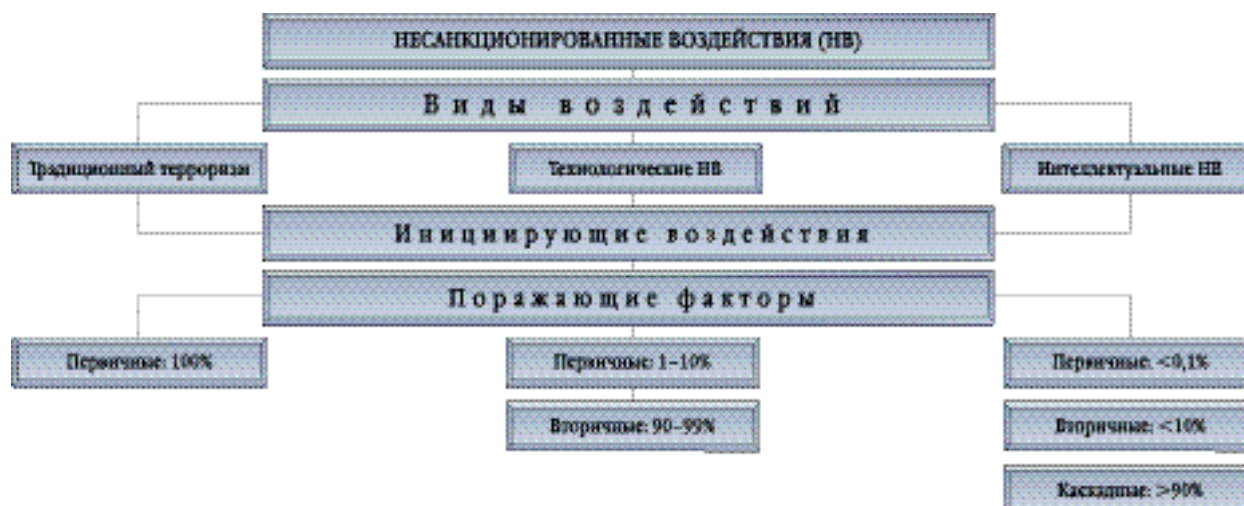 НЕСАНКЦИОНИРОВАННЫЕ ВОЗДЕЙСТВИЯ (НВ)
Виды воздействий
Традиционный терроризм
Технологические НВ
Интеллектуальные НВ
Инициирующие воздействия
Поражающие факторы
Первичные: 100%
Первичные: 1–10%
Первичные: <0,1%
Вторичные: 90–99%
Вторичные: <10%
Каскадные: >90%